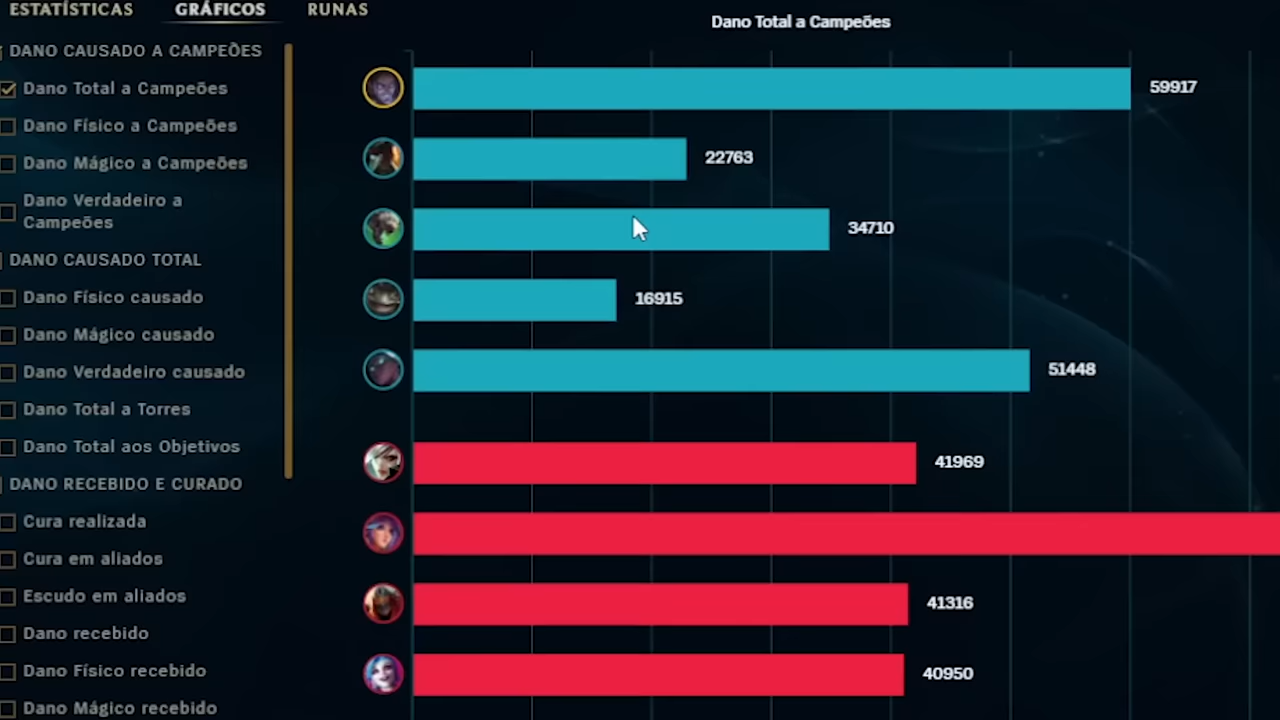 ESTATÍSTICAS GRÁFICOS RUNAS
DANO CAUSADO A CAMPEÕES
Dano Total a Campeões
Dano Físico a Campeões
Dano Mágico a Campeões
Dano Verdadeiro a
Campeões
DANO CAUSADO TOTAL
Dano Físico causado
Dano Mágico causado
Dano Verdadeiro causado
Dano Total a Torres
Dano Total aos Objetivos
DANO RECEBIDO E CURADO
Cura realizada
Cura em aliados
Escudo em aliados
Dano recebido
Dano Físico recebido
Dano Mágico recebido
Dano Total a Campeões
59917
22763
34710
16915
51448
41969
41316
40950